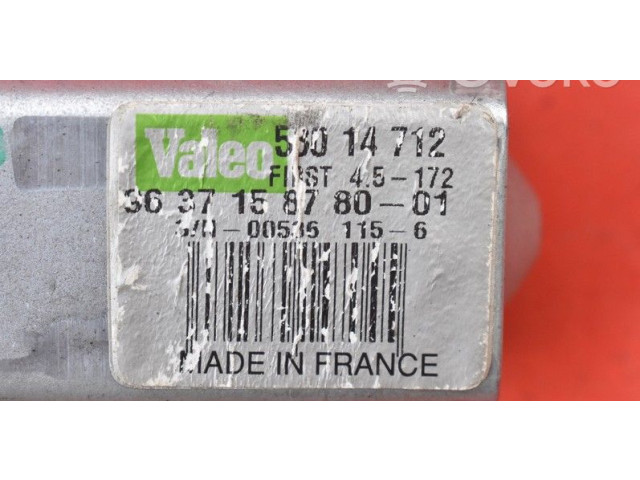 Valeo 530 14 712
FIRST 4.5-172
36 37 15 87 80-01
S/N-00535 115-6
MADE IN FRANCE